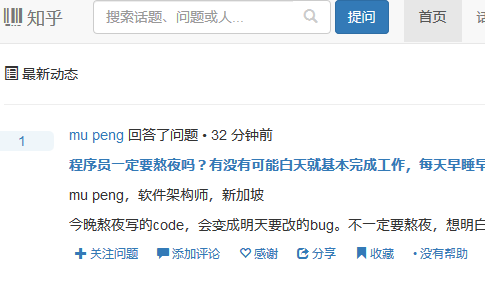 知乎 搜索话题、问题或人... 提问 首页
最新动态
1 mu peng 回答了问题 • 32 分钟前
程序员一定要熬夜吗？有没有可能白天就基本完成工作，每天早睡早
mu peng，软件架构师，新加坡
今晚熬夜写的code，会变成明天要改的bug。不一定要熬夜，想明白
关注问题 添加评论 感谢 分享 收藏 • 没有帮助